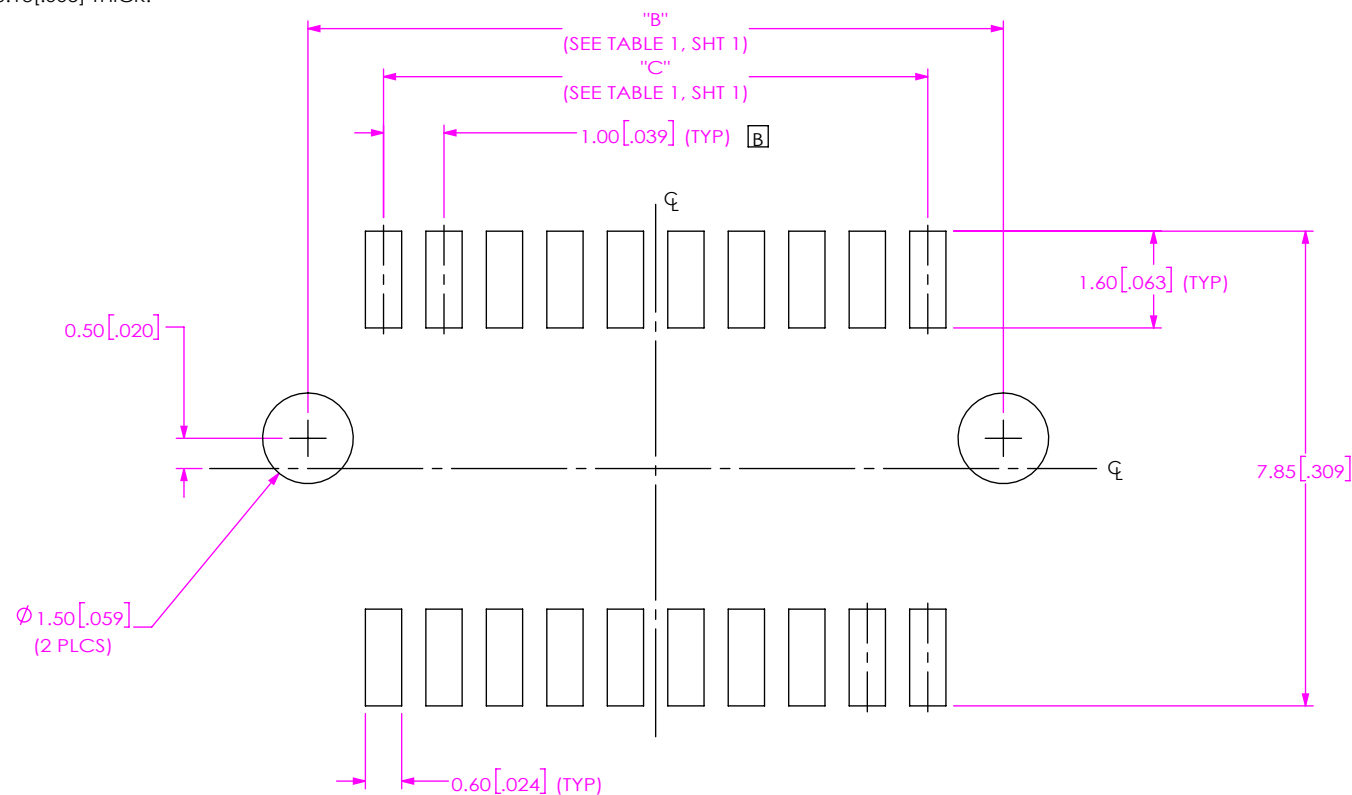 "B"
(SEE TABLE 1, SHT 1)
"C"
(SEE TABLE 1, SHT 1)
1.00[.039] (TYP) B
℄
1.60[.063] (TYP)
0.50[.020]
℄
7.85[.309]
Ø1.50[.059]
(2 PLCS)
0.60[.024] (TYP)